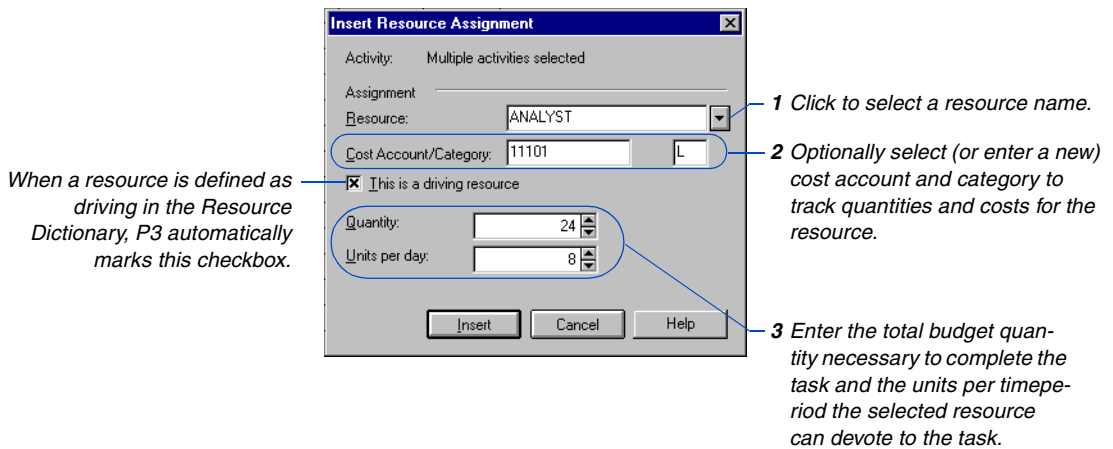 Insert Resource Assignment
Activity: Multiple activities selected
Assignment
Resource: ANALYST
Cost Account/Category: 11101 L
This is a driving resource
Quantity: 24
Units per day: 8
Insert Cancel Help
When a resource is defined as
driving in the Resource
Dictionary, P3 automatically
marks this checkbox.
1 Click to select a resource name.
2 Optionally select (or enter a new)
cost account and category to
track quantities and costs for the
resource.
3 Enter the total budget quan-
tity necessary to complete the
task and the units per timepe-
riod the selected resource
can devote to the task.